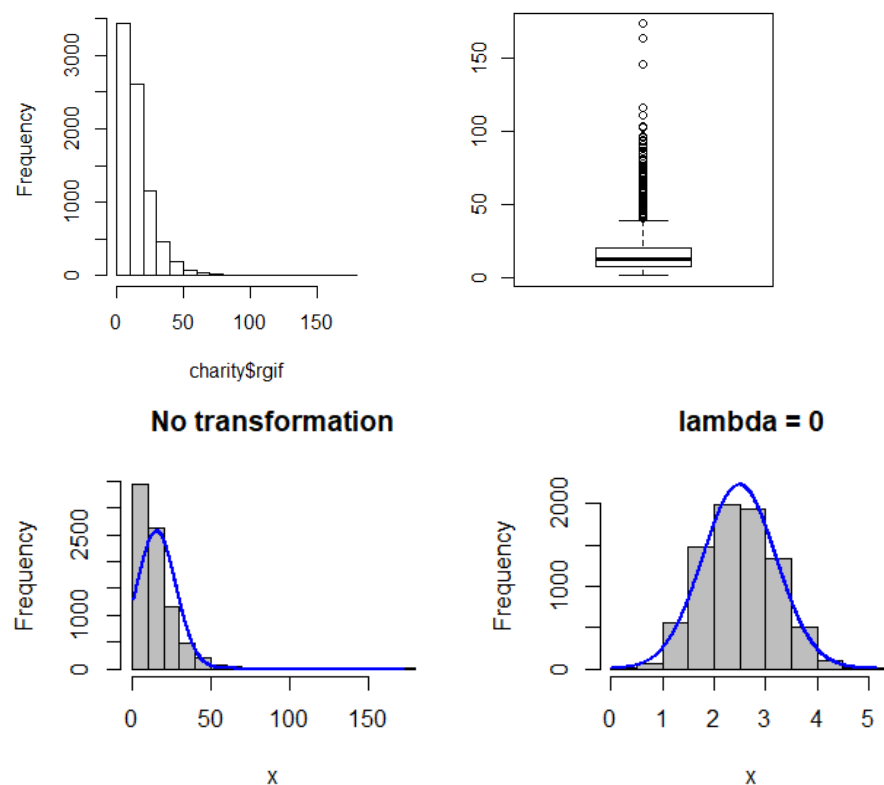 Frequency
0 1000 2000 3000
0 50 100 150
charity$rgif
0 50 100 150
No transformation
Frequency
0 1000 2500
0 50 100 150
x
lambda = 0
Frequency
0 1000 2000
0 1 2 3 4 5
x